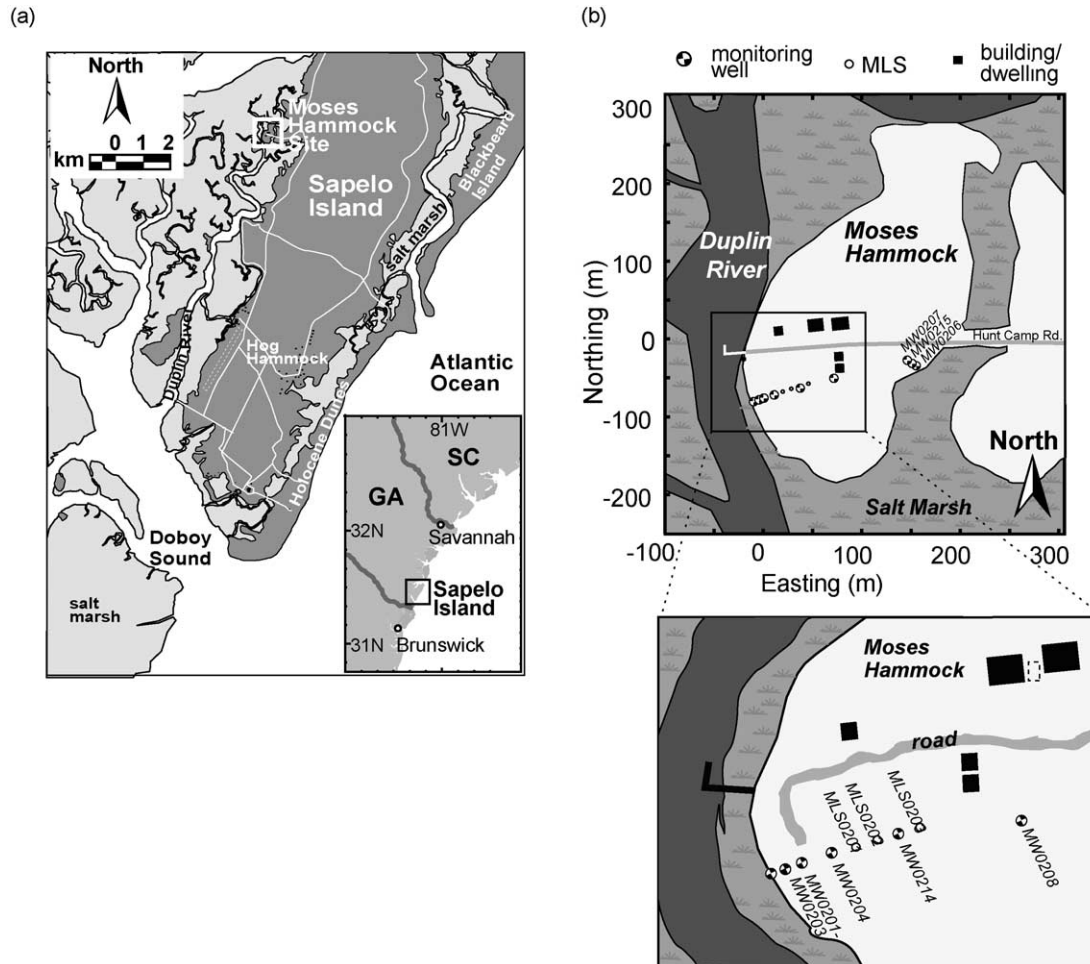 (a)
North
0 1 2
km
Moses
Hammock
Site
Sapelo
Island
Blackbeard
Island
salt marsh
Duplin River
Hog
Hammock
Holocene Dunes
Atlantic
Ocean
Doboy
Sound
salt
marsh
81W
SC
GA
32N
Savannah
Sapelo
Island
31N
Brunswick
(b)
monitoring
well
MLS
building/
dwelling
300
200
100
0
-100
-200
Northing (m)
Duplin
River
Moses
Hammock
MW0207
MW0215
MW0206
Hunt Camp Rd.
North
Salt Marsh
-100 0 100 200 300
Easting (m)
Moses
Hammock
road
MLS0201
MLS0202
MLS0203
MW0208
MW0214
MW0204
MW0201-
MW0203